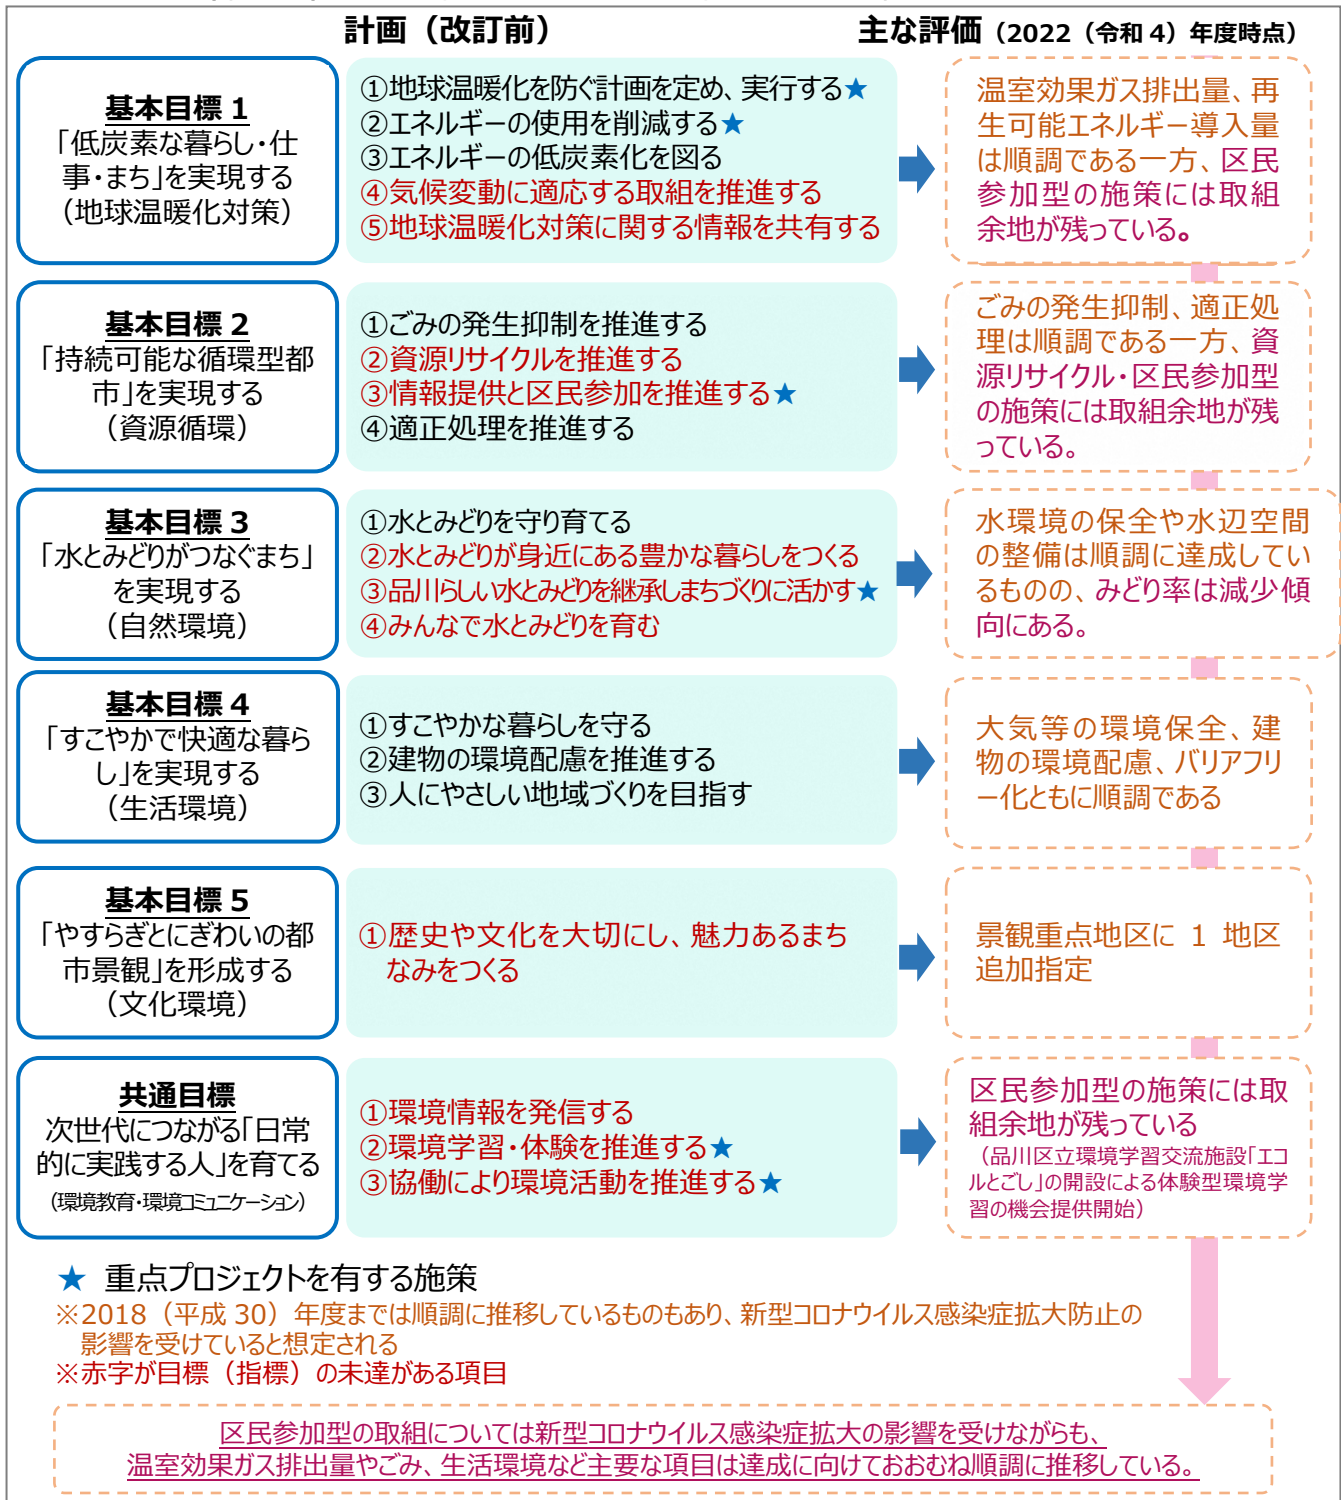 計画（改訂前）
主な評価（2022（令和4）年度時点）
基本目標1
「低炭素な暮らし・仕
事・まち」を実現する
（地球温暖化対策）
①地球温暖化を防ぐ計画を定め、実行する★
②エネルギーの使用を削減する★
③エネルギーの低炭素化を図る
④気候変動に適応する取組を推進する
⑤地球温暖化対策に関する情報を共有する
温室効果ガス排出量、再
生可能エネルギー導入量
は順調である一方、区民
参加型の施策には取組
余地が残っている。
基本目標2
「持続可能な循環型都
市」を実現する
（資源循環）
①ごみの発生抑制を推進する
②資源リサイクルを推進する
③情報提供と区民参加を推進する★
④適正処理を推進する
ごみの発生抑制、適正処
理は順調である一方、資
源リサイクル・区民参加型
の施策には取組余地が残
っている。
基本目標3
「水とみどりがつなぐまち」
を実現する
（自然環境）
①水とみどりを守り育てる
②水とみどりが身近にある豊かな暮らしをつくる
③品川らしい水とみどりを継承しまちづくりに活かす★
④みんなで水とみどりを育む
水環境の保全や水辺空間
の整備は順調に達成してい
るものの、みどり率は減少傾
向にある。
基本目標4
「すこやかで快適な暮ら
し」を実現する
（生活環境）
①すこやかな暮らしを守る
②建物の環境配慮を推進する
③人にやさしい地域づくりを目指す
大気等の環境保全、建
物の環境配慮、バリアフリ
ー化ともに順調である
基本目標5
「やすらぎとにぎわいの都
市景観」を形成する
（文化環境）
①歴史や文化を大切にし、魅力あるまち
なみをつくる
景観重点地区に 1 地区
追加指定
共通目標
次世代につながる「日常
的に実践する人」を育てる
（環境教育・環境コミュニケーション）
①環境情報を発信する
②環境学習・体験を推進する★
③協働により環境活動を推進する★
区民参加型の施策には取
組余地が残っている
（品川区立環境学習交流施設「エコ
ルとごし」の開設による体験型環境学
習の機会提供開始）
★ 重点プロジェクトを有する施策
※2018（平成30）年度までは順調に推移しているものもあり、新型コロナウイルス感染症拡大防止の
影響を受けていると想定される
※赤字が目標（指標）の未達がある項目
区民参加型の取組については新型コロナウイルス感染症拡大の影響を受けながらも、
温室効果ガス排出量やごみ、生活環境など主要な項目は達成に向けておおむね順調に推移している。